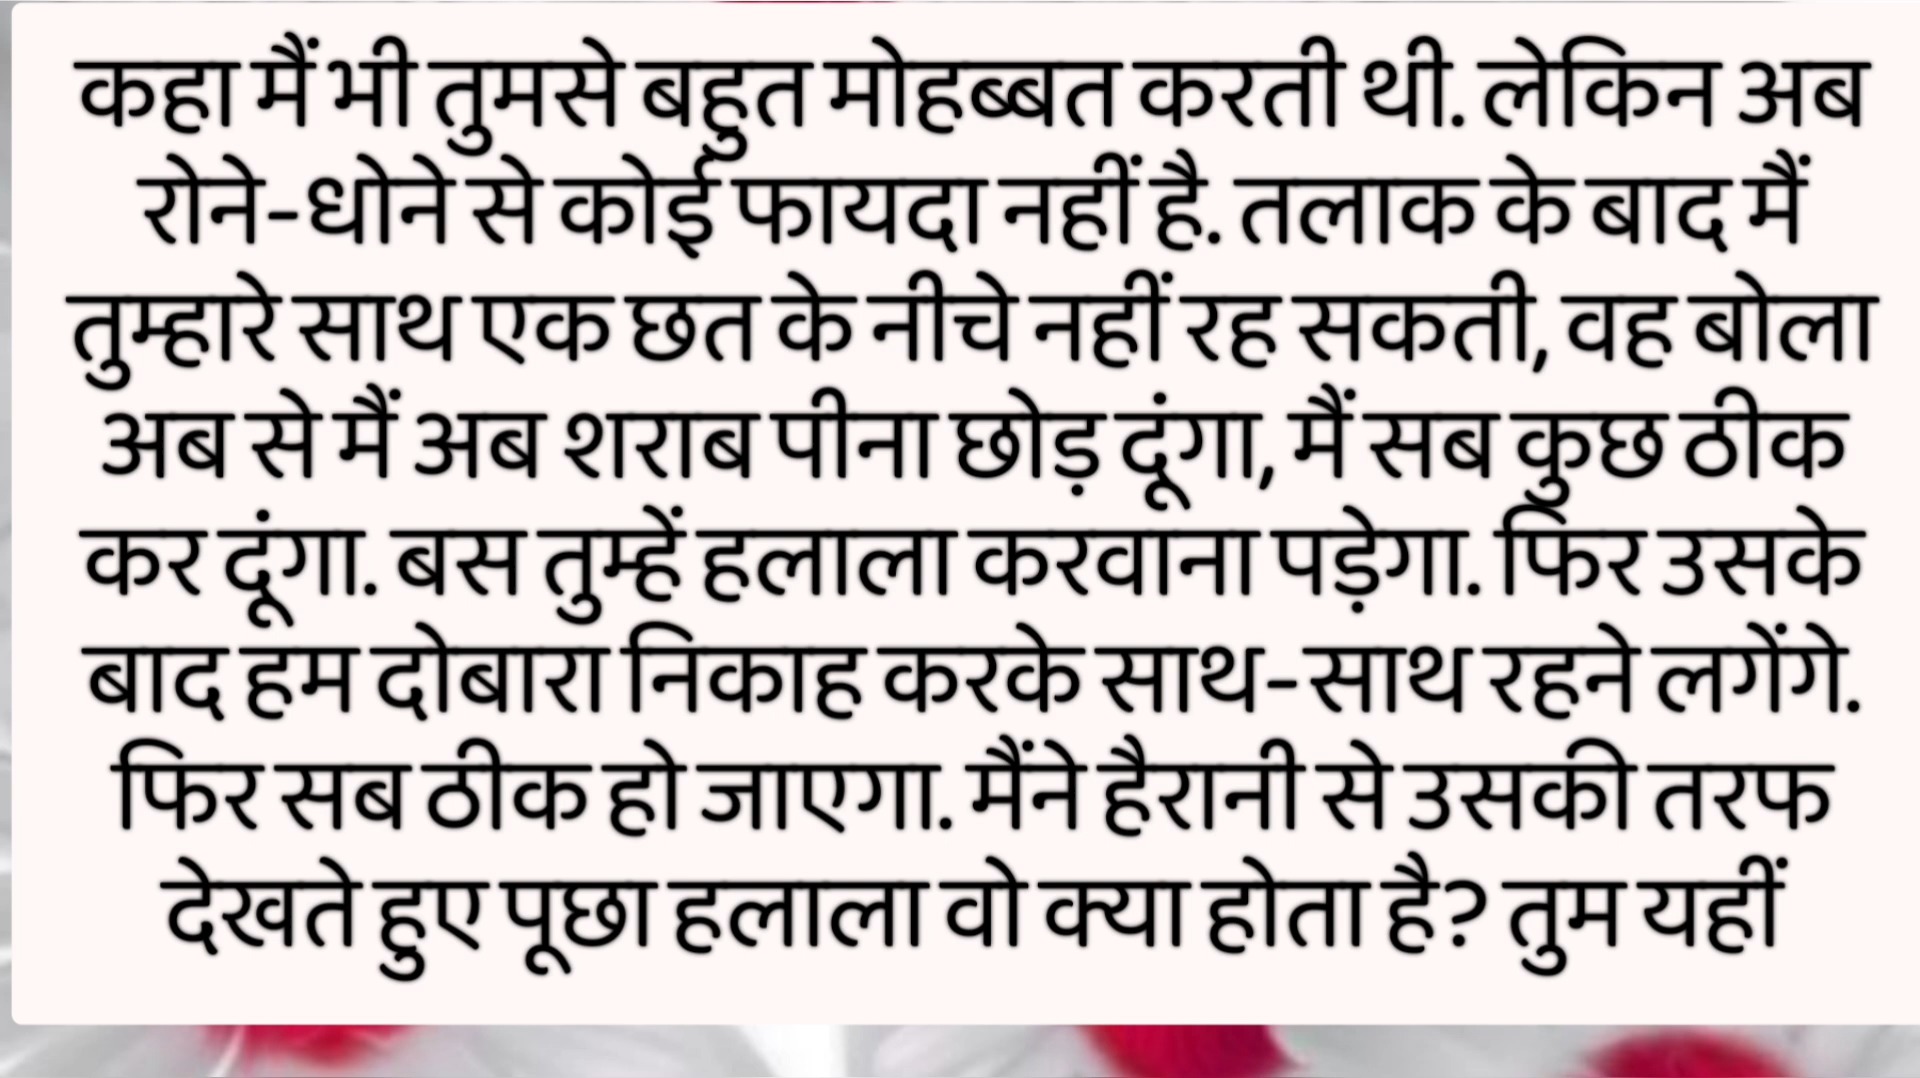 कहा मैं भी तुमसे बहुत मोहब्बत करती थी. लेकिन अब
रोने-धोने से कोई फायदा नहीं है. तलाक के बाद मैं
तुम्हारे साथ एक छत के नीचे नहीं रह सकती, वह बोला
अब से मैं अब शराब पीना छोड़ दूंगा, मैं सब कुछ ठीक
कर दूंगा. बस तुम्हें हलाला करवाना पड़ेगा. फिर उसके
बाद हम दोबारा निकाह करके साथ-साथ रहने लगेंगे.
फिर सब ठीक हो जाएगा. मैंने हैरानी से उसकी तरफ
देखते हुए पूछा हलाला वो क्या होता है? तुम यहीं